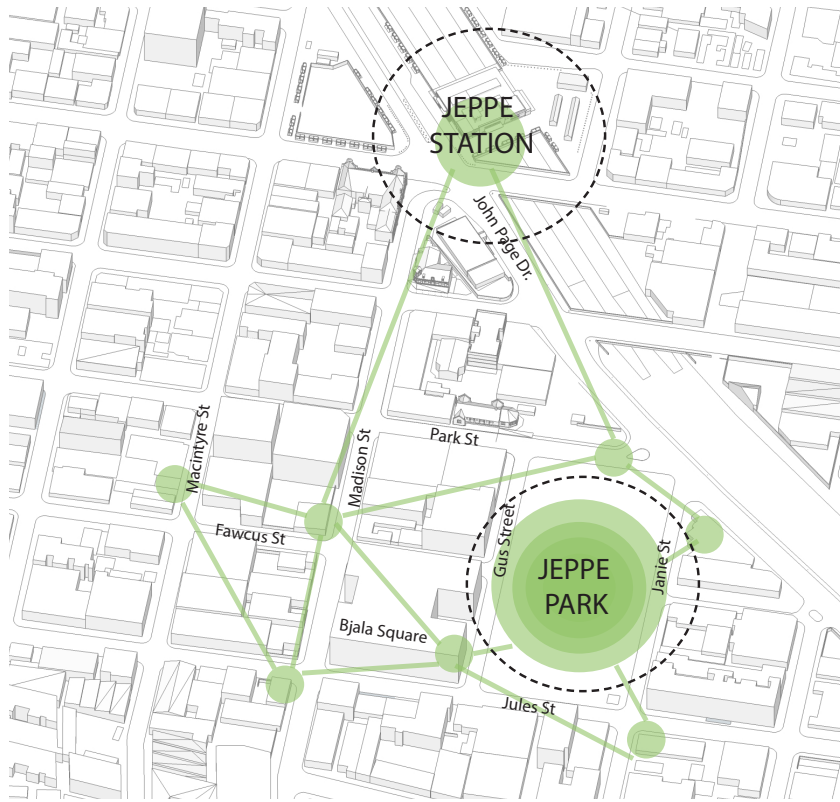 JEPPE
STATION
John Page Dr.
Macintyre St
Madison St
Park St
Fawcus St
Gus Street
JEPPE
PARK
Janie St
Bjala Square
Jules St